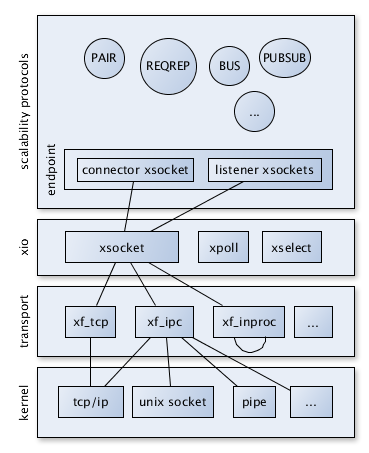 scalability protocols
PAIR
REQREP
BUS
PUBSUB
...
endpoint
connector xsocket
listener xsockets
xio
xsocket
xpoll
xselect
transport
xf_tcp
xf_ipc
xf_inproc
...
kernel
tcp/ip
unix socket
pipe
...